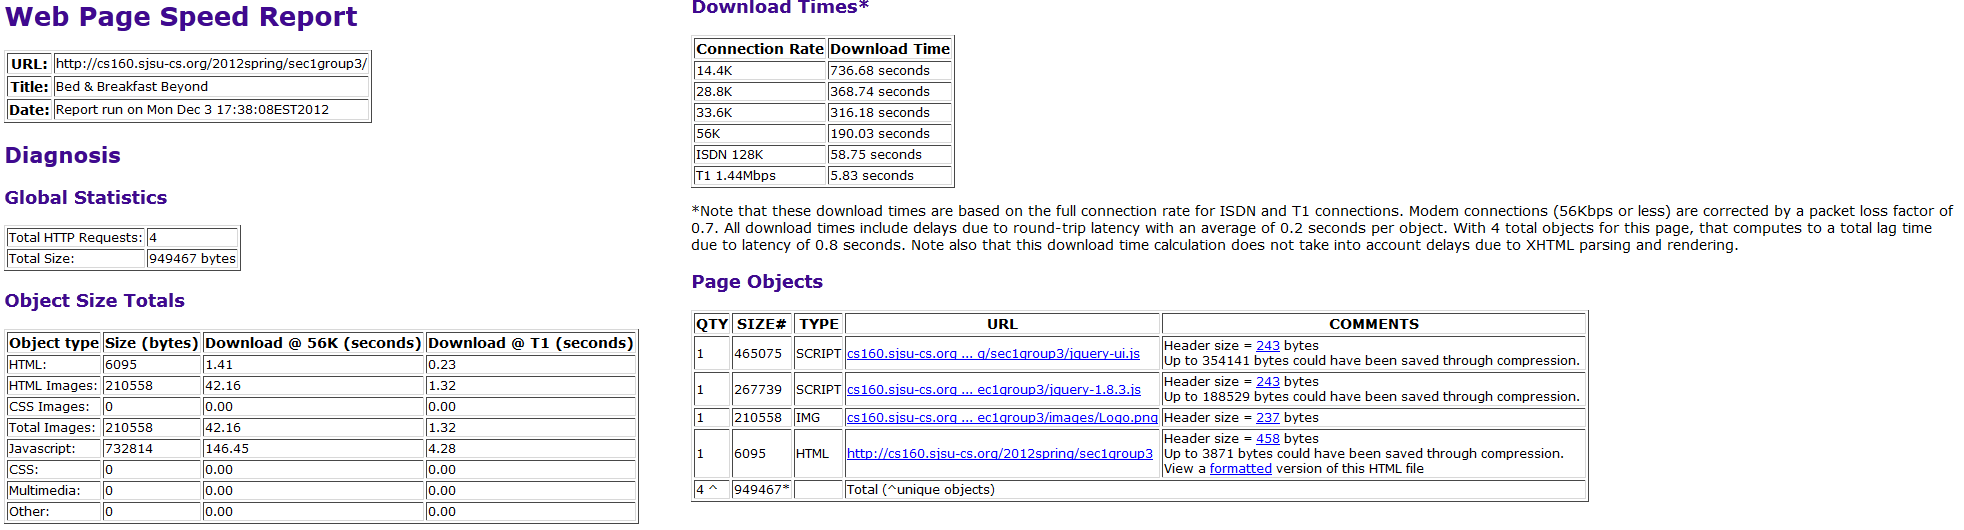 Web Page Speed Report
URL: http://cs160.sjsu-cs.org/2012spring/sec1group3/
Title: Bed & Breakfast Beyond
Date: Report run on Mon Dec 3 17:38:08EST2012
Diagnosis
Global Statistics
Total HTTP Requests: 4
Total Size: 949467 bytes
Object Size Totals
Object type Size (bytes) Download @ 56K (seconds) Download @ T1 (seconds)
HTML: 6095 1.41 0.23
HTML Images: 210558 42.16 1.32
CSS Images: 0 0.00 0.00
Total Images: 210558 42.16 1.32
Javascript: 732814 146.45 4.28
CSS: 0 0.00 0.00
Multimedia: 0 0.00 0.00
Other: 0 0.00 0.00
Download Times*
Connection Rate Download Time
14.4K 736.68 seconds
28.8K 368.74 seconds
33.6K 316.18 seconds
56K 190.03 seconds
ISDN 128K 58.75 seconds
T1 1.44Mbps 5.83 seconds
*Note that these download times are based on the full connection rate for ISDN and T1 connections. Modem connections (56Kbps or less) are corrected by a packet loss factor of
0.7. All download times include delays due to round-trip latency with an average of 0.2 seconds per object. With 4 total objects for this page, that computes to a total lag time
due to latency of 0.8 seconds. Note also that this download time calculation does not take into account delays due to XHTML parsing and rendering.
Page Objects
QTY SIZE# TYPE URL COMMENTS
1 465075 SCRIPT cs160.sjsu-cs.org ... g/sec1group3/jquery-ui.js Header size = 243 bytes
Up to 354141 bytes could have been saved through compression.
1 267739 SCRIPT cs160.sjsu-cs.org ... ec1group3/jquery-1.8.3.js Header size = 243 bytes
Up to 188529 bytes could have been saved through compression.
1 210558 IMG cs160.sjsu-cs.org ... ec1group3/images/Logo.png Header size = 237 bytes
1 6095 HTML http://cs160.sjsu-cs.org/2012spring/sec1group3 Header size = 458 bytes
Up to 3871 bytes could have been saved through compression.
View a formatted version of this HTML file
4 ^ 949467* Total (^unique objects)